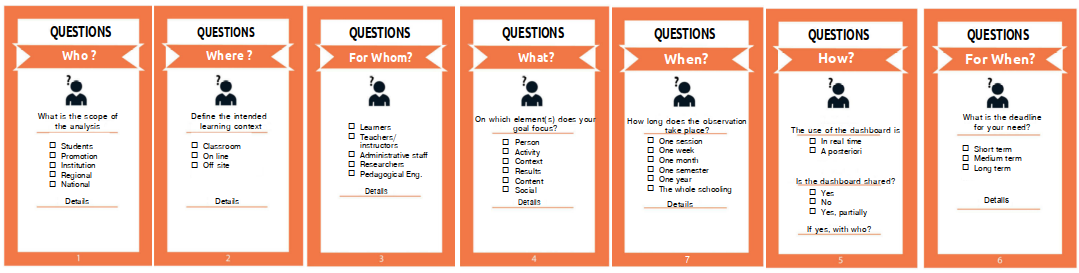 QUESTIONS
Who ?
?
What is the scope of
the analysis
Students
Promotion
Institution
Regional
National
Details
1
QUESTIONS
Where ?
?
Define the intended
learning context
Classroom
On line
Off site
Details
2
QUESTIONS
For Whom?
?
Learners
Teachers/
instructors
Administrative staff
Researchers
Pedagogical Eng.
Details
3
QUESTIONS
What?
?
On which element(s) does your
goal focus?
Person
Activity
Context
Results
Content
Social
Details
4
QUESTIONS
When?
?
How long does the observation
take place?
One session
One week
One month
One semester
One year
The whole schooling
Details
7
QUESTIONS
How?
?
The use of the dashboard is
In real time
A posteriori
Is the dashboard shared?
Yes
No
Yes, partially
If yes, with who?
5
QUESTIONS
For When?
?
What is the deadline
for your need?
Short term
Medium term
Long term
Details
6